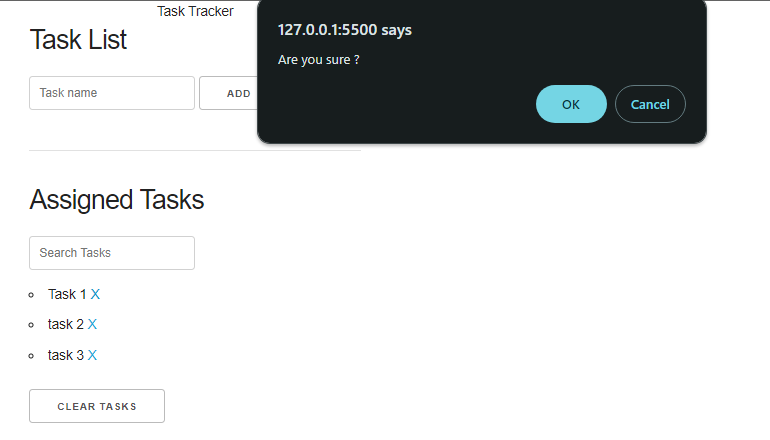 Task Tracker
Task List
Task name
ADD
127.0.0.1:5500 says
Are you sure ?
OK
Cancel
Assigned Tasks
Search Tasks
Task 1 X
task 2 X
task 3 X
CLEAR TASKS